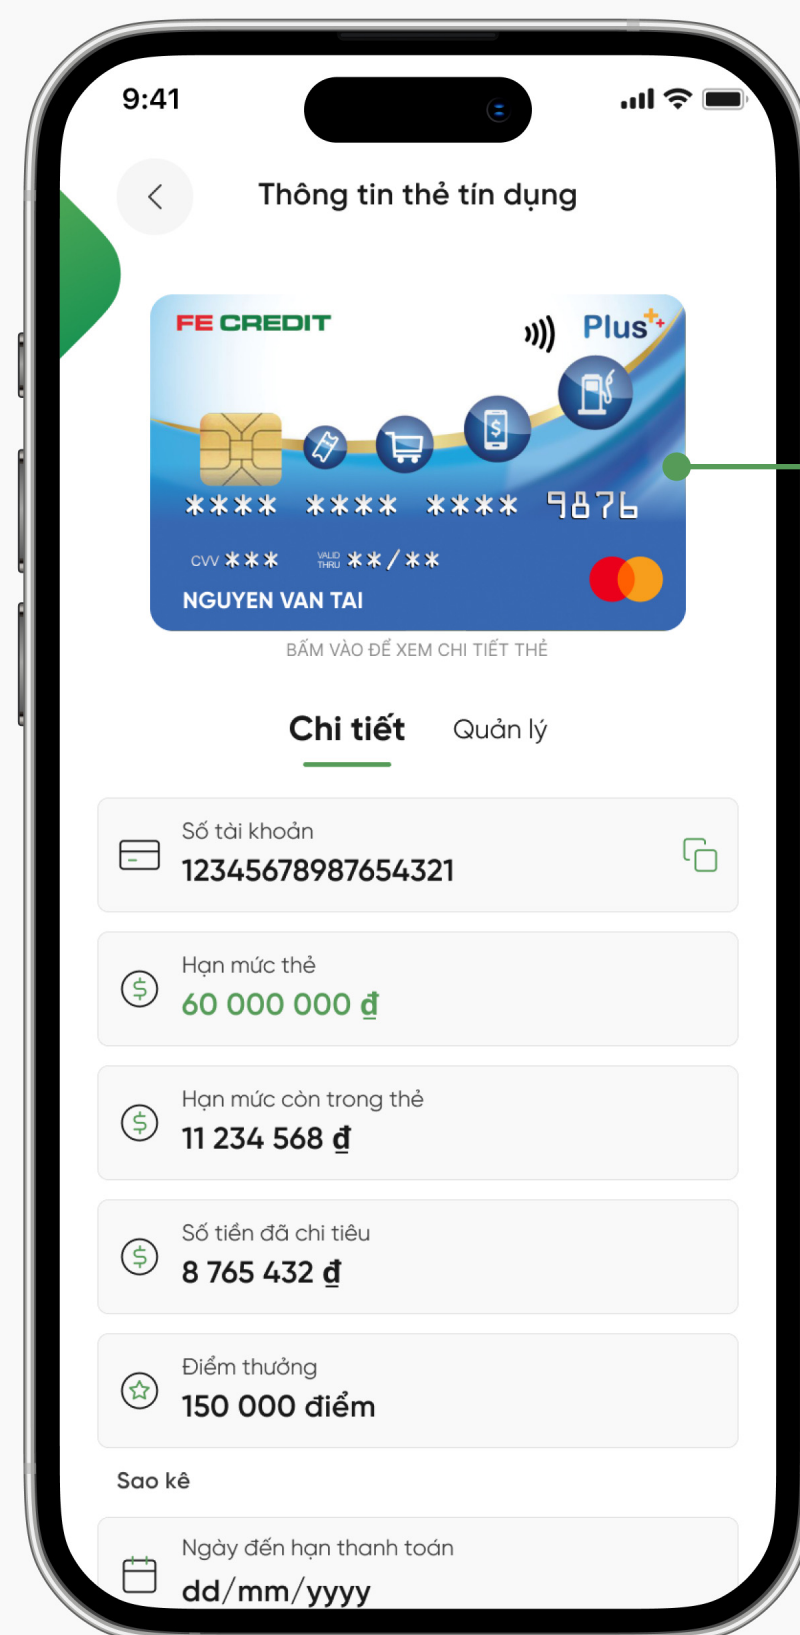 9:41
Thông tin thẻ tín dụng
FE CREDIT
Plus
**** **** **** 9876
CVV *** VALID THRU **/**
NGUYEN VAN TAI
BẤM VÀO ĐỂ XEM CHI TIẾT THẺ
Chi tiết Quản lý
Số tài khoản
12345678987654321
Hạn mức thẻ
60 000 000 ₫
Hạn mức còn trong thẻ
11 234 568 ₫
Số tiền đã chi tiêu
8 765 432 ₫
Điểm thưởng
150 000 điểm
Sao kê
Ngày đến hạn thanh toán
dd/mm/yyyy